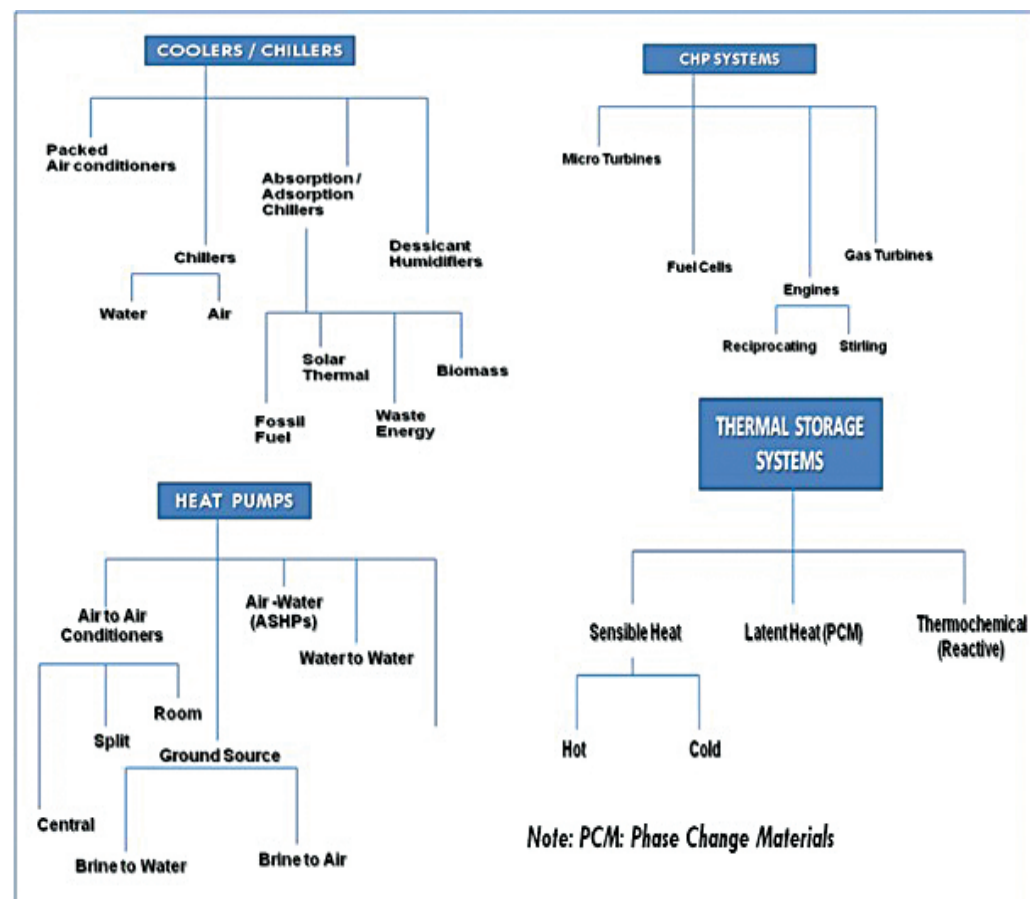 COOLERS / CHILLERS
Packed
Air conditioners
Absorption /
Adsorption
Chillers
Dessicant
Humidifiers
Chillers
Water
Air
Solar
Thermal
Biomass
Fossil
Fuel
Waste
Energy
CHP SYSTEMS
Micro Turbines
Fuel Cells
Gas Turbines
Engines
Reciprocating
Stirling
HEAT PUMPS
Air to Air
Conditioners
Air -Water
(ASHPs)
Water to Water
Room
Split
Central
Ground Source
Brine to Water
Brine to Air
THERMAL STORAGE
SYSTEMS
Sensible Heat
Latent Heat (PCM)
Thermochemical
(Reactive)
Hot
Cold
Note: PCM: Phase Change Materials